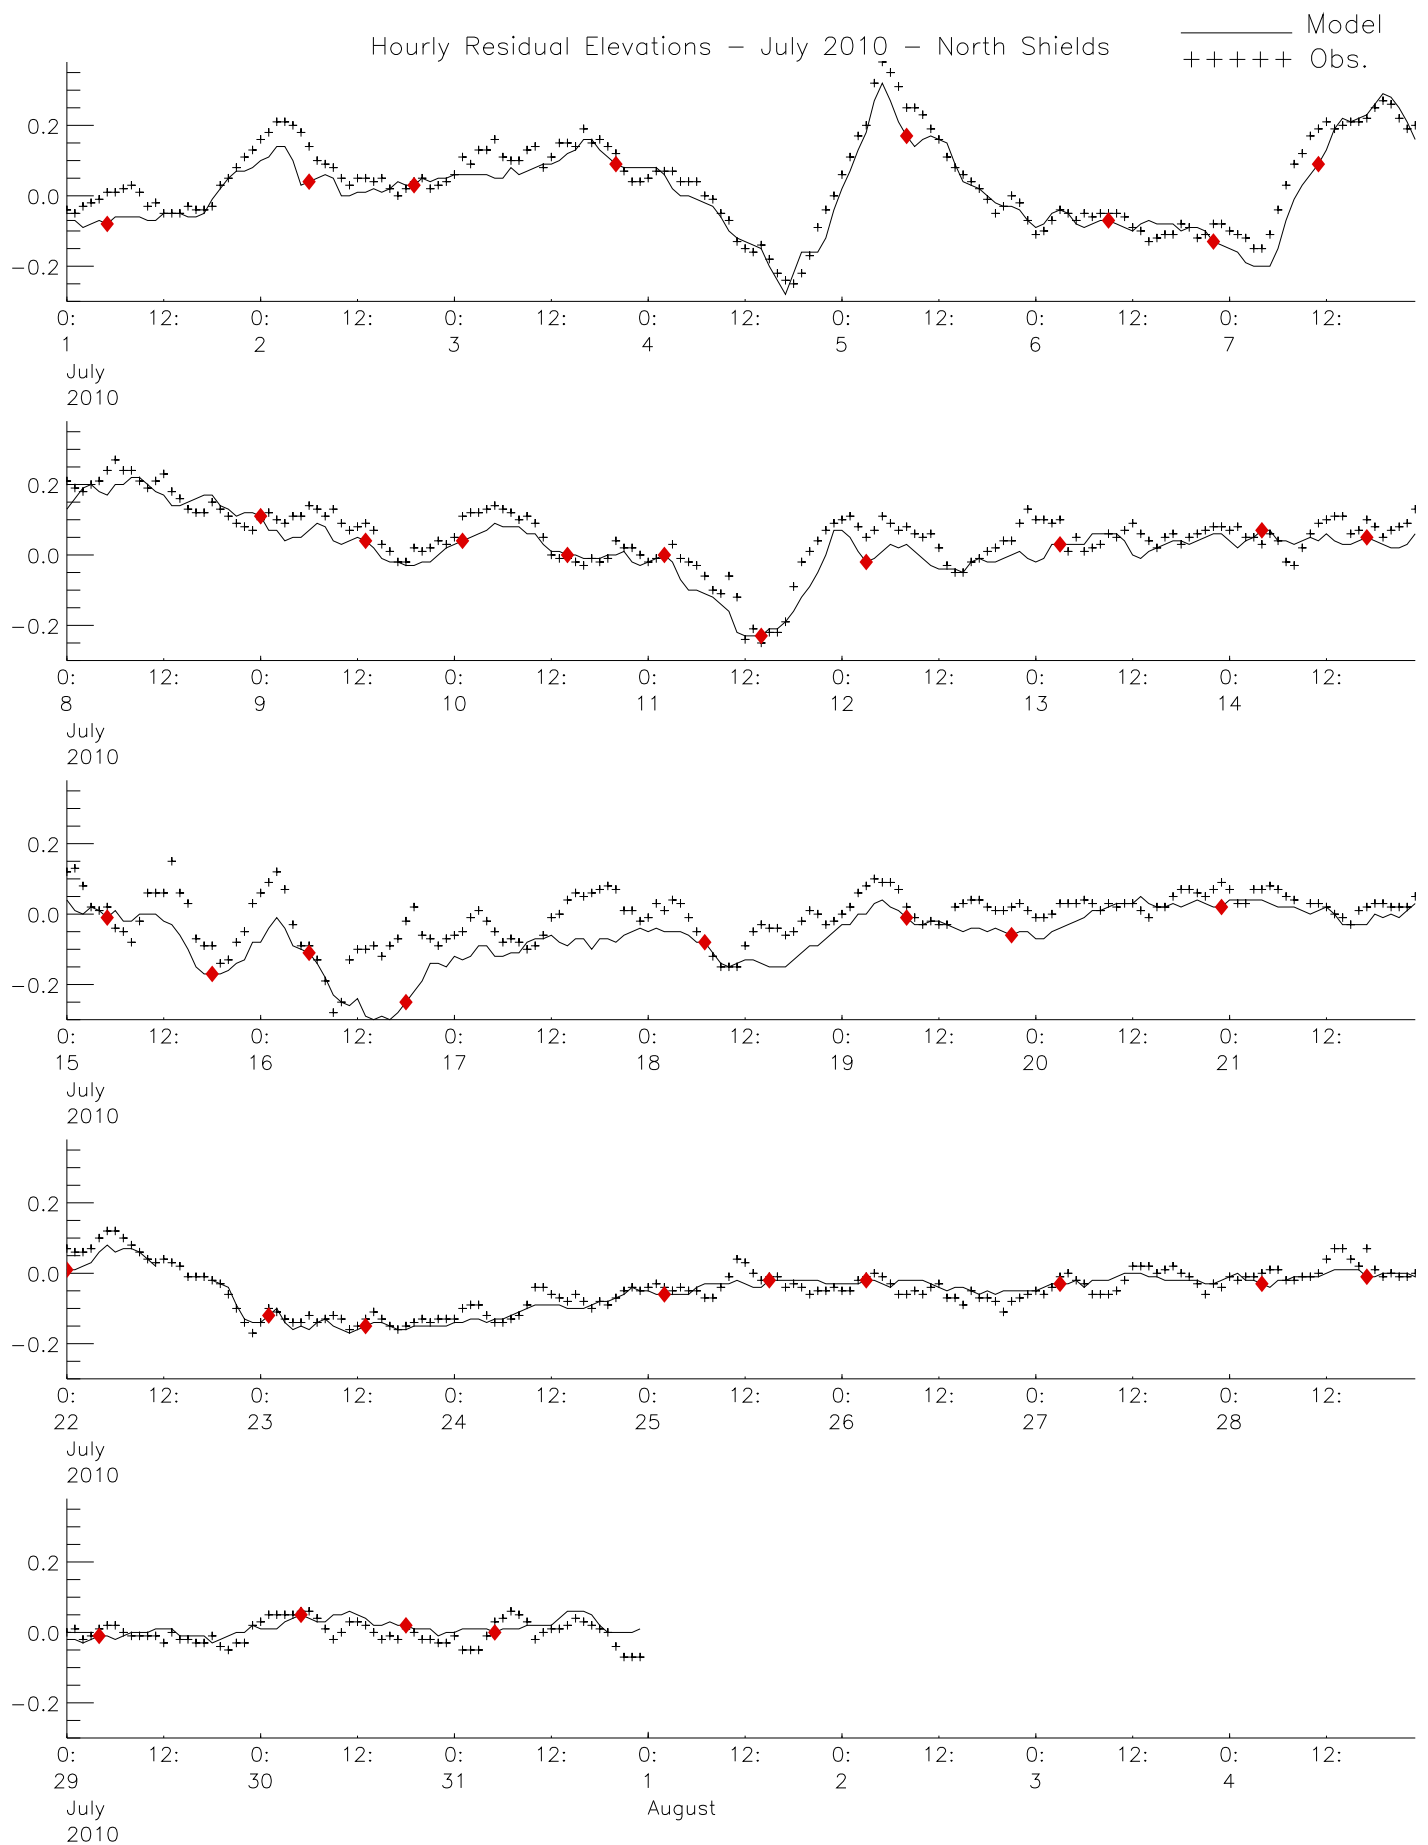 Hourly Residual Elevations – July 2010 – North Shields
Model
+++++ Obs.
0.2
0.0
−0.2
0: 12: 0: 12: 0: 12: 0: 12: 0: 12: 0: 12: 0: 12:
1 2 3 4 5 6 7
July
2010
0.2
0.0
−0.2
0: 12: 0: 12: 0: 12: 0: 12: 0: 12: 0: 12: 0: 12:
8 9 10 11 12 13 14
July
2010
0.2
0.0
−0.2
0: 12: 0: 12: 0: 12: 0: 12: 0: 12: 0: 12: 0: 12:
15 16 17 18 19 20 21
July
2010
0.2
0.0
−0.2
0: 12: 0: 12: 0: 12: 0: 12: 0: 12: 0: 12: 0: 12:
22 23 24 25 26 27 28
July
2010
0.2
0.0
−0.2
0: 12: 0: 12: 0: 12: 0: 12: 0: 12: 0: 12: 0: 12:
29 30 31 1 2 3 4
July August
2010